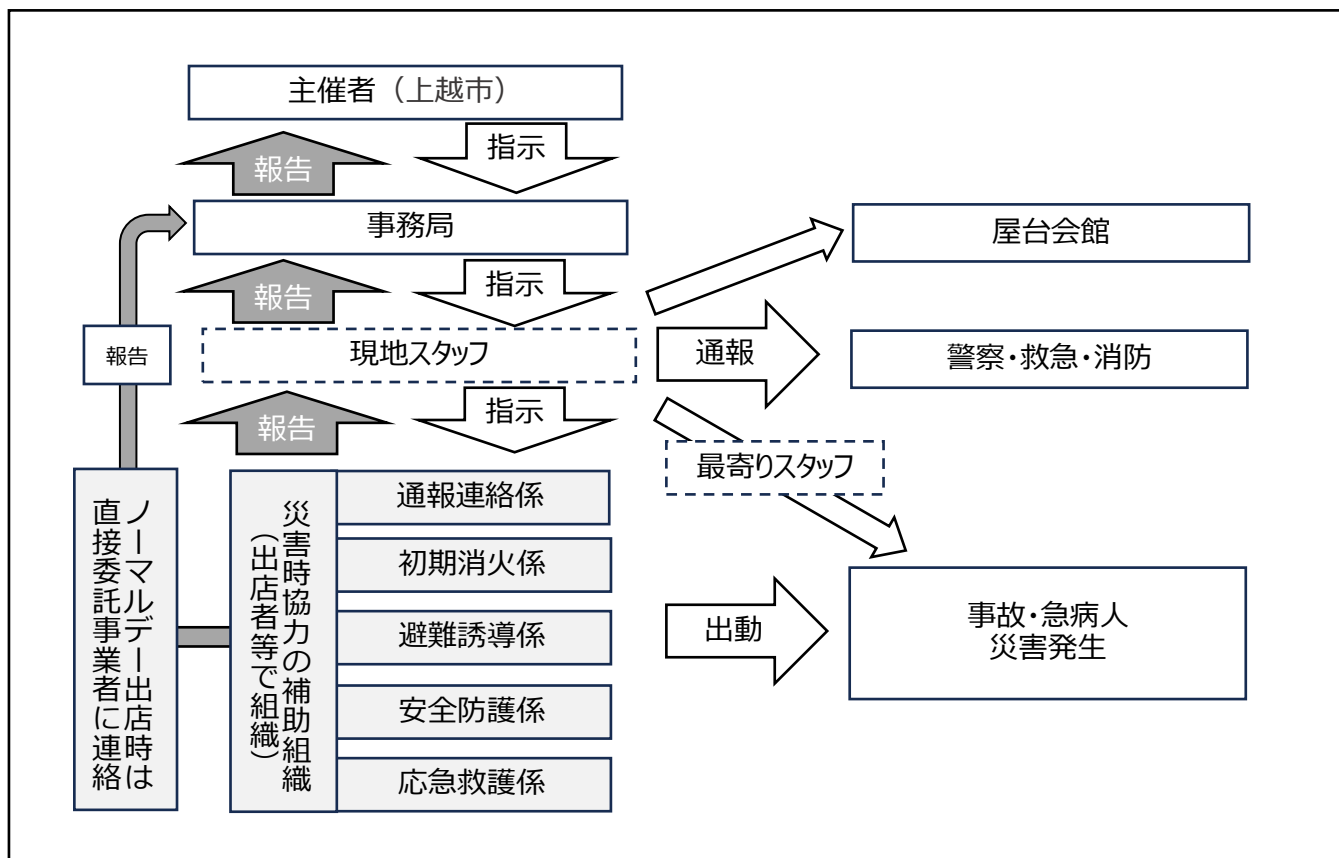 主催者（上越市）
報告
指示
事務局
屋台会館
報告
指示
報告
現地スタッフ
通報
警察・救急・消防
報告
指示
最寄りスタッフ
ノーマルデー出店時は
直接委託事業者に連絡
災害時協力の補助組織
（出店者等で組織）
通報連絡係
初期消火係
避難誘導係
安全防護係
応急救護係
出動
事故・急病人
災害発生